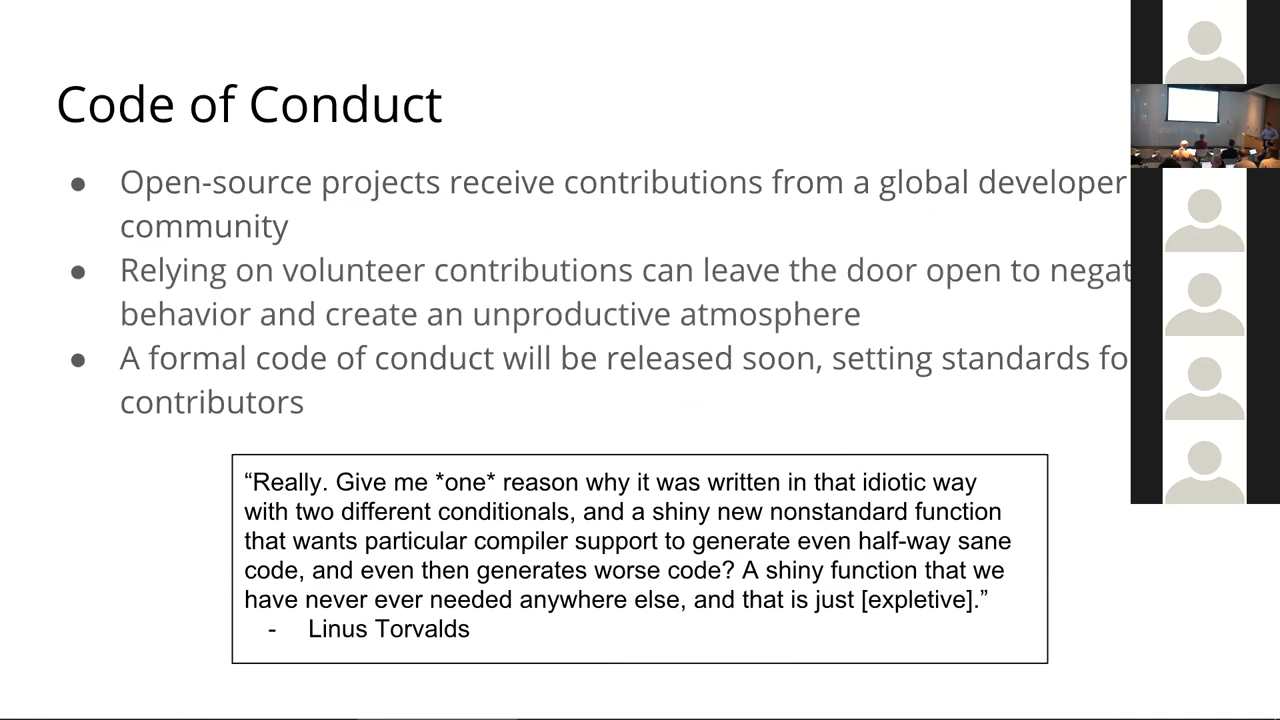 Code of Conduct
● Open-source projects receive contributions from a global developer
community
● Relying on volunteer contributions can leave the door open to negat
behavior and create an unproductive atmosphere
● A formal code of conduct will be released soon, setting standards fo
contributors
“Really. Give me *one* reason why it was written in that idiotic way
with two different conditionals, and a shiny new nonstandard function
that wants particular compiler support to generate even half-way sane
code, and even then generates worse code? A shiny function that we
have never ever needed anywhere else, and that is just [expletive].”
- Linus Torvalds